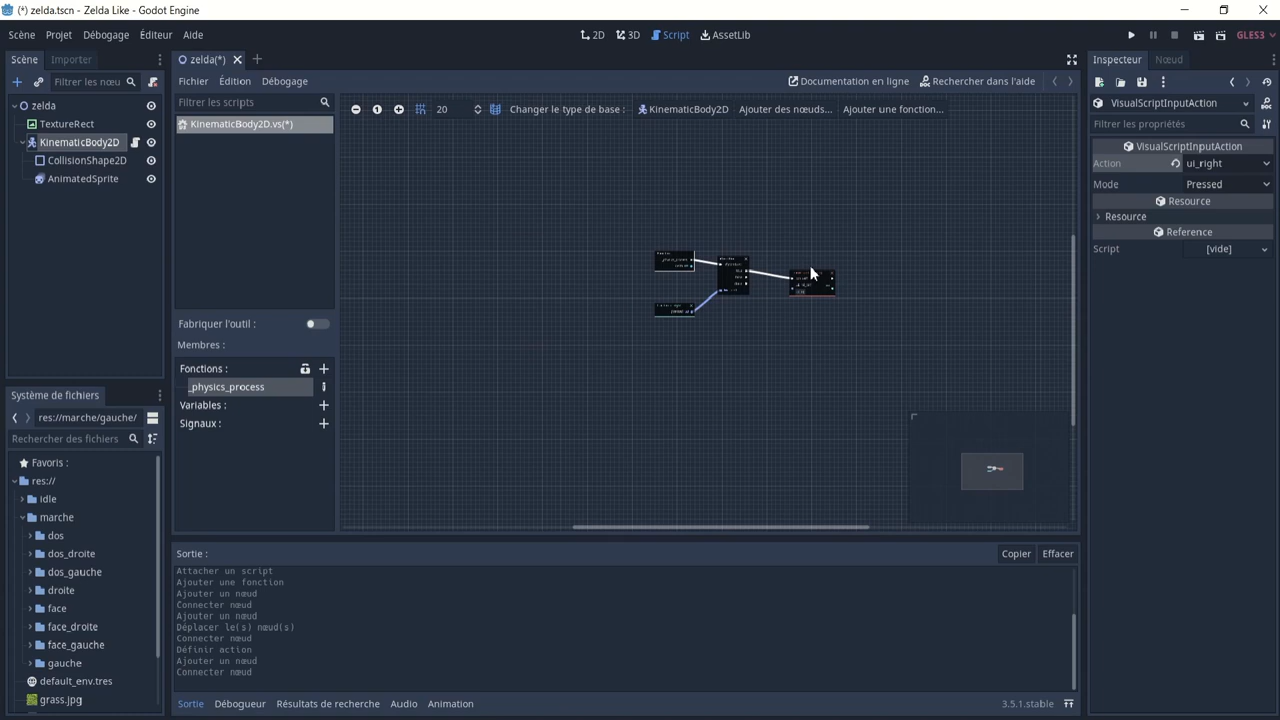 (*) zelda.tscn - Zelda Like - Godot Engine
Scène Projet Débogage Éditeur Aide
2D 3D Script AssetLib
GLES3
Scène Importer
Filtrer les nœu
zelda
TextureRect
KinematicBody2D
CollisionShape2D
AnimatedSprite
Système de fichiers
res://marche/gauche/
Rechercher des fichiers
Favoris :
res://
idle
marche
dos
dos_droite
dos_gauche
droite
face
face_droite
face_gauche
gauche
default_env.tres
grass.jpg
zelda(*)
Fichier Édition Débogage
Documentation en ligne Rechercher dans l'aide
Filtrer les scripts
KinematicBody2D.vs(*)
Fabriquer l'outil :
Membres :
Fonctions :
_physics_process
Variables :
Signaux :
20 Changer le type de base : KinematicBody2D Ajouter des nœuds... Ajouter une fonction...
Sortie :
Copier Effacer
Attacher un script
Ajouter une fonction
Ajouter un nœud
Connecter nœud
Ajouter un nœud
Déplacer le(s) nœud(s)
Connecter nœud
Définir action
Ajouter un nœud
Connecter nœud
Sortie Débogueur Résultats de recherche Audio Animation
3.5.1.stable
Inspecteur Nœud
VisualScriptInputAction
Filtrer les propriétés
VisualScriptInputAction
Action ui_right
Mode Pressed
Resource
Resource
Reference
Script [vide]